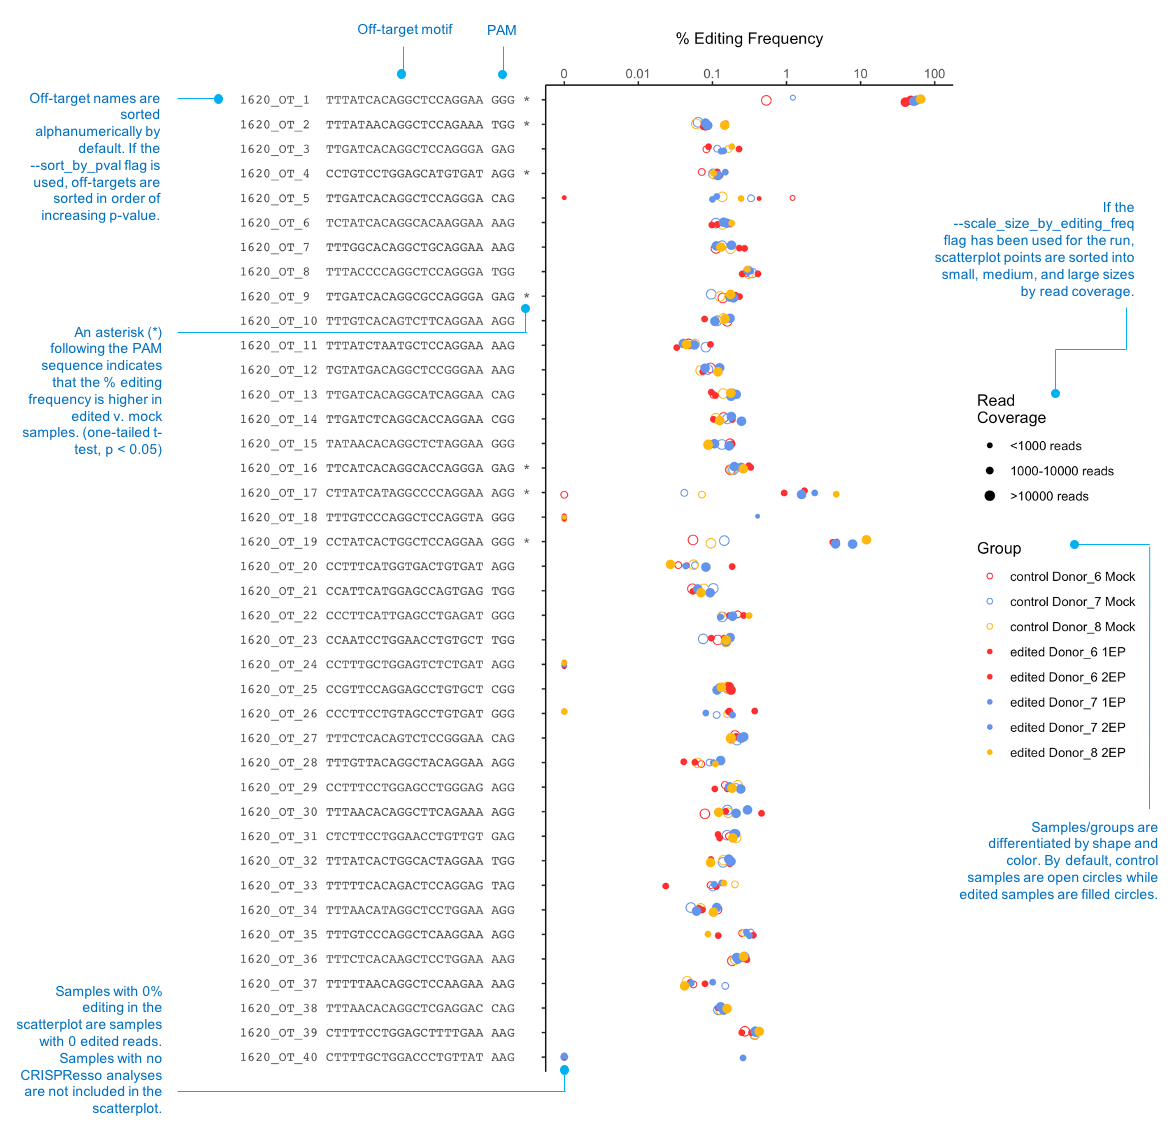 Off-target motif
PAM
% Editing Frequency
0 0.01 0.1 1 10 100
Off-target names are
sorted
alphanumerically by
default. If the
--sort_by_pval flag is
used, off-targets are
sorted in order of
increasing p-value.
An asterisk (*)
following the PAM
sequence indicates
that the % editing
frequency is higher in
edited v. mock
samples. (one-tailed t-
test, p < 0.05)
Samples with 0%
editing in the
scatterplot are samples
with 0 edited reads.
Samples with no
CRISPResso analyses
are not included in the
scatterplot.
1620_OT_1 TTTATCACAGGCTCCAGGAA GGG *
1620_OT_2 TTTATAACAGGCTCCAGAAA TGG *
1620_OT_3 TTGATCACAGGCTCCAGGGA GAG
1620_OT_4 CCTGTCCTGGAGCATGTGAT AGG *
1620_OT_5 TTGATCACAGGCTCCAGGGA CAG
1620_OT_6 TCTATCACAGGCACAAGGAA AAG
1620_OT_7 TTTGGCACAGGCTGCAGGAA AAG
1620_OT_8 TTTACCCCAGGCTCCAGGGA TGG
1620_OT_9 TTGATCACAGGCGCCAGGGA GAG *
1620_OT_10 TTTGTCACAGTCTTCAGGAA AGG
1620_OT_11 TTTATCTAATGCTCCAGGAA AAG
1620_OT_12 TGTATGACAGGCTCCGGGAA AAG
1620_OT_13 TTGATCACAGGCATCAGGAA CAG
1620_OT_14 TTGATCTCAGGCACCAGGAA CGG
1620_OT_15 TATAACACAGGCTCTAGGAA GGG
1620_OT_16 TTCATCACAGGCACCAGGGA GAG *
1620_OT_17 CTTATCATAGGCCCCAGGAA AGG *
1620_OT_18 TTTGTCCCAGGCTCCAGGTA GGG
1620_OT_19 CCTATCACTGGCTCCAGGAA GGG *
1620_OT_20 CCTTTCATGGTGACTGTGAT AGG
1620_OT_21 CCATTCATGGAGCCAGTGAG TGG
1620_OT_22 CCCTTCATTGAGCCTGAGAT AGG
1620_OT_23 CCAATCCTGGAACCTGTGCT TGG
1620_OT_24 CCTTTGCTGGAGTCTCTGAT AGG
1620_OT_25 CCGTTCCAGGAGCCTGTGCT CGG
1620_OT_26 CCCTTCCTGTAGCCTGTGAT GGG
1620_OT_27 TTTCTCACAGTCTCCGGGAA CAG
1620_OT_28 TTTGTTACAGGCTACAGGAA AGG
1620_OT_29 CCTTTCCTGGAGCCTGGGAG AGG
1620_OT_30 TTTAACACAGGCTTCAGAAA AGG
1620_OT_31 CTCTTCCTGGAACCTGTTGT GAG
1620_OT_32 TTTATCACTGGCACTAGGAA TGG
1620_OT_33 TTTTTCACAGACTCCAGGAG TAG
1620_OT_34 TTTAACATAGGCTCCTGGAA AGG
1620_OT_35 TTTGTCCCAGGCTCAAGGAA AGG
1620_OT_36 TTTCTCACAAGCTCCTGGAA AAG
1620_OT_37 TTTTTAACAGGCTCCAAGAA AAG
1620_OT_38 TTTAACACAGGCTCGAGGAC CAG
1620_OT_39 CTTTTCCTGGAGCTTTTGAA AAG
1620_OT_40 CTTTTGCTGGACCCTGTTAT AAG
If the
--scale_size_by_editing_freq
flag has been used for the run,
scatterplot points are sorted into
small, medium, and large sizes
by read coverage.
Read
Coverage
<1000 reads
1000-10000 reads
>10000 reads
Group
control Donor_6 Mock
control Donor_7 Mock
control Donor_8 Mock
edited Donor_6 1EP
edited Donor_6 2EP
edited Donor_7 1EP
edited Donor_7 2EP
edited Donor_8 2EP
Samples/groups are
differentiated by shape and
color. By default, control
samples are open circles while
edited samples are filled circles.